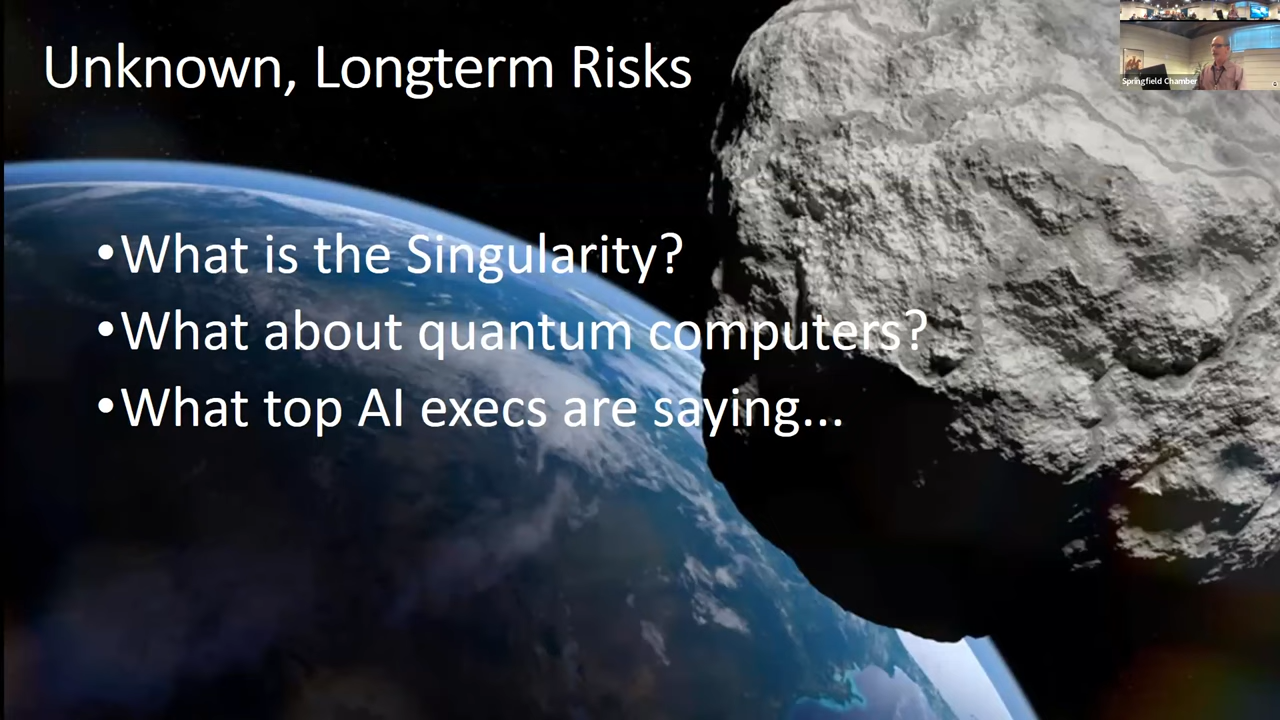 Unknown, Longterm Risks
Springfield Chamber
•What is the Singularity?
•What about quantum computers?
•What top AI execs are saying...